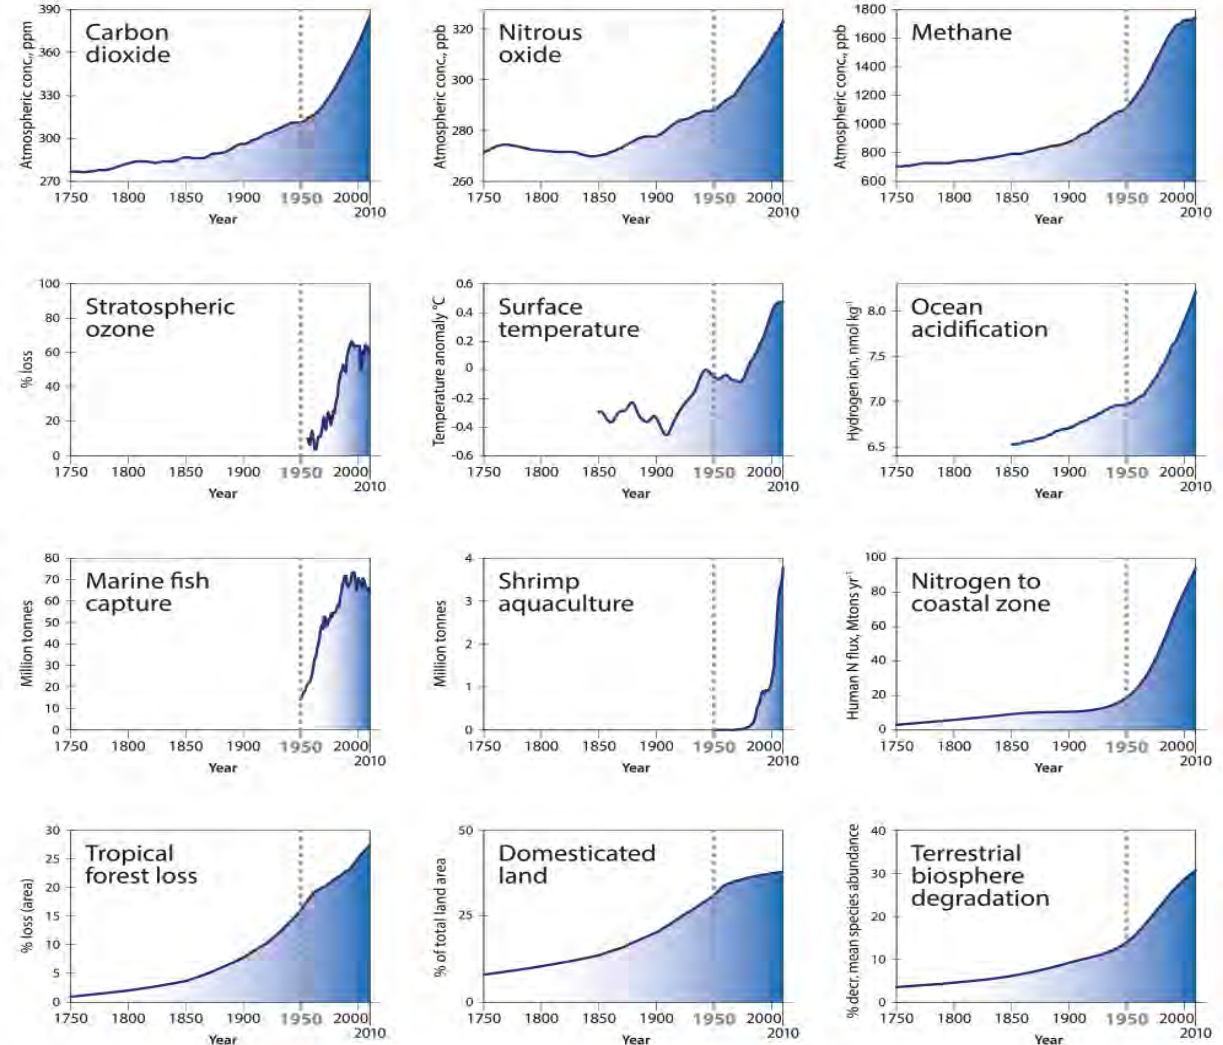 Carbon
dioxide
Atmospheric conc., ppm
390
360
330
300
270
1750 1800 1850 1900 1950 2000 2010
Year
Nitrous
oxide
Atmospheric conc., ppb
320
300
280
260
1750 1800 1850 1900 1950 2000 2010
Year
Methane
Atmospheric conc., ppb
1800
1600
1400
1200
1000
800
600
1750 1800 1850 1900 1950 2000 2010
Year
Stratospheric
ozone
% loss
100
80
60
40
20
0
1750 1800 1850 1900 1950 2000 2010
Year
Surface
temperature
Temperature anomaly °C
0.6
0.4
0.2
0
-0.2
-0.4
-0.6
1750 1800 1850 1900 1950 2000 2010
Year
Ocean
acidification
Hydrogen ion, nmol kg⁻¹
8.0
7.5
7.0
6.5
1750 1800 1850 1900 1950 2000 2010
Year
Marine fish
capture
Million tonnes
80
70
60
50
40
30
20
10
0
1750 1800 1850 1900 1950 2000 2010
Year
Shrimp
aquaculture
Million tonnes
4
3
2
1
0
1750 1800 1850 1900 1950 2000 2010
Year
Nitrogen to
coastal zone
Human N flux, Mtons yr⁻¹
100
80
60
40
20
0
1750 1800 1850 1900 1950 2000 2010
Year
Tropical
forest loss
% loss (area)
30
25
20
15
10
5
0
1750 1800 1850 1900 1950 2000 2010
Year
Domesticated
land
% of total land area
50
25
0
1750 1800 1850 1900 1950 2000 2010
Year
Terrestrial
biosphere
degradation
% decr. mean species abundance
40
30
20
10
0
1750 1800 1850 1900 1950 2000 2010
Year